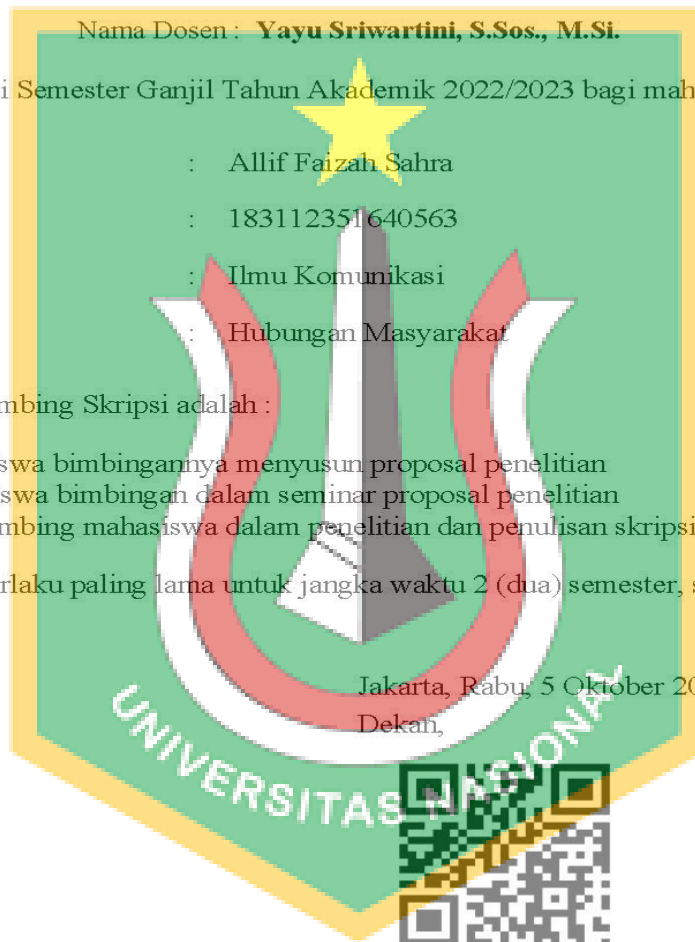 Nama Dosen : Yayu Sriwartini, S.Sos., M.Si.
i Semester Ganjil Tahun Akademik 2022/2023 bagi mah
: Allif Faizah Sahra
: 183112351640563
: Ilmu Komunikasi
: Hubungan Masyarakat
mbing Skripsi adalah :
swa bimbingannya menyusun proposal penelitian
swa bimbingan dalam seminar proposal penelitian
mbing mahasiswa dalam penelitian dan penulisan skripsi
rlaku paling lama untuk jangka waktu 2 (dua) semester, s
Jakarta, Rabu, 5 Oktober 20
Dekan,
UNIVERSITAS NASIONAL